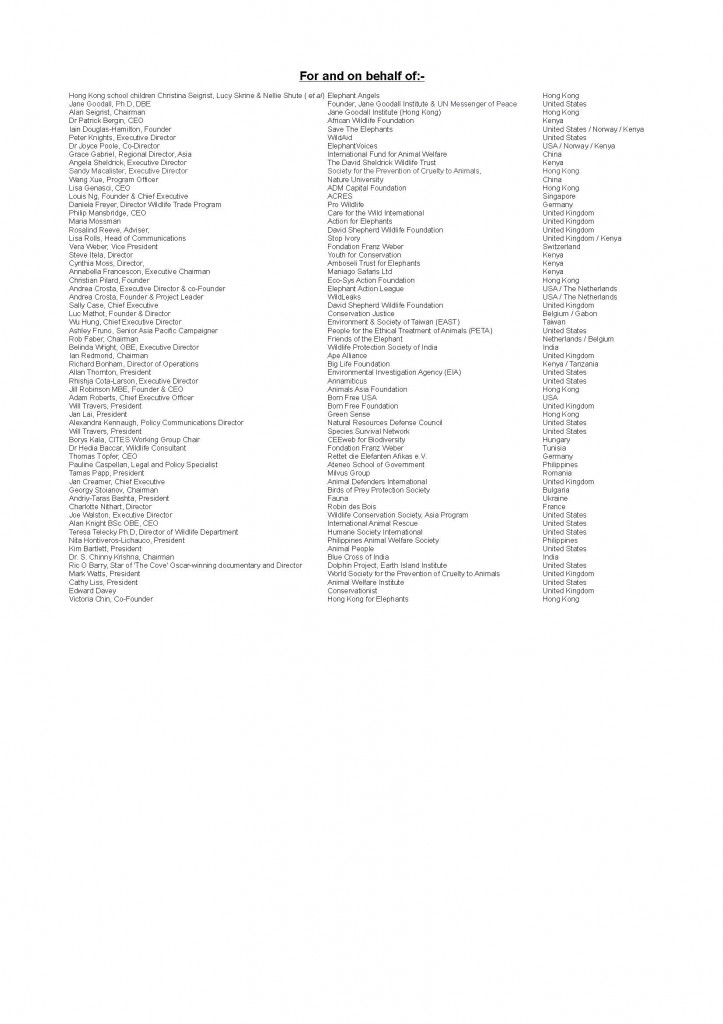 For and on behalf of:-
Hong Kong school children Christina Seigrist, Lucy Skrine & Nellie Shute ( et al) Elephant Angels Hong Kong
Jane Goodall, Ph.D, DBE Founder, Jane Goodall Institute & UN Messenger of Peace United States
Alan Seigrist, Chairman Jane Goodall Institute (Hong Kong) Hong Kong
Dr Patrick Bergin, CEO African Wildlife Foundation Kenya
Iain Douglas-Hamilton, Founder Save The Elephants United States / Norway / Kenya
Peter Knights, Executive Director WildAid United States
Dr Joyce Poole, Co-Director ElephantVoices USA / Norway / Kenya
Grace Gabriel, Regional Director, Asia International Fund for Animal Welfare China
Angela Sheldrick, Executive Director The David Sheldrick Wildlife Trust Kenya
Sandy Macalister, Executive Director Society for the Prevention of Cruelty to Animals, Hong Kong
Wang Xue, Program Officer Nature University China
Lisa Genasci, CEO ADM Capital Foundation Hong Kong
Louis Ng, Founder & Chief Executive ACRES Singapore
Daniela Freyer, Director Wildlife Trade Program Pro Wildlife Germany
Philip Mansbridge, CEO Care for the Wild International United Kingdom
Maria Mossman Action for Elephants United Kingdom
Rosalind Reeve, Adviser, David Shepherd Wildlife Foundation United Kingdom
Lisa Rolls, Head of Communications Stop Ivory United Kingdom / Kenya
Vera Weber, Vice President Fondation Franz Weber Switzerland
Steve Itela, Director Youth for Conservation Kenya
Cynthia Moss, Director, Amboseli Trust for Elephants Kenya
Annabella Francescon, Executive Chairman Maniago Safaris Ltd Kenya
Christian Pilard, Founder Eco-Sys Action Foundation Hong Kong
Andrea Crosta, Executive Director & co-Founder Elephant Action League USA / The Netherlands
Andrea Crosta, Founder & Project Leader WildLeaks USA / The Netherlands
Sally Case, Chief Executive David Shepherd Wildlife Foundation United Kingdom
Luc Mathot, Founder & Director Conservation Justice Belgium / Gabon
Wu Hung, Chief Executive Director Environment & Society of Taiwan (EAST) Taiwan
Ashley Fruno, Senior Asia Pacific Campaigner People for the Ethical Treatment of Animals (PETA) United States
Rob Faber, Chairman Friends of the Elephant Netherlands / Belgium
Belinda Wright, OBE, Executive Director Wildlife Protection Society of India India
Ian Redmond, Chairman Ape Alliance United Kingdom
Richard Bonham, Director of Operations Big Life Foundation Kenya / Tanzania
Allan Thornton, President Environmental Investigation Agency (EIA) United States
Rhishja Cota-Larson, Executive Director Annamiticus United States
Jill Robinson MBE, Founder & CEO Animals Asia Foundation Hong Kong
Adam Roberts, Chief Executive Officer Born Free USA USA
Will Travers, President Born Free Foundation United Kingdom
Jan Lai, President Green Sense Hong Kong
Alexandra Kennaugh, Policy Communications Director Natural Resources Defense Council United States
Will Travers, President Species Survival Network United States
Borys Kala, CITES Working Group Chair CEEweb for Biodiversity Hungary
Dr Hedia Baccar, Wildlife Consultant Fondation Franz Weber Tunisia
Thomas Töpfer, CEO Rettet die Elefanten Afikas e.V. Germany
Pauline Caspellan, Legal and Policy Specialist Ateneo School of Government Philippines
Tamas Papp, President Milvus Group Romania
Jan Creamer, Chief Executive Animal Defenders International United Kingdom
Georgy Stoianov, Chairman Birds of Prey Protection Society Bulgaria
Andriy-Taras Bashta, President Fauna Ukraine
Charlotte Nithart, Director Robin des Bois France
Joe Walston, Executive Director Wildlife Conservation Society, Asia Program United States
Alan Knight BSc OBE, CEO International Animal Rescue United States
Teresa Telecky Ph.D, Director of Wildlife Department Humane Society International United States
Nita Hontiveros-Lichauco, President Philippines Animal Welfare Society Philippines
Kim Bartlett, President Animal People United States
Dr. S. Chinny Krishna, Chairman Blue Cross of India India
Ric O Barry, Star of 'The Cove' Oscar-winning documentary and Director Dolphin Project, Earth Island Institute United States
Mark Watts, President World Society for the Prevention of Cruelty to Animals United Kingdom
Cathy Liss, President Animal Welfare Institute United States
Edward Davey Conservationist United Kingdom
Victoria Chin, Co-Founder Hong Kong for Elephants Hong Kong